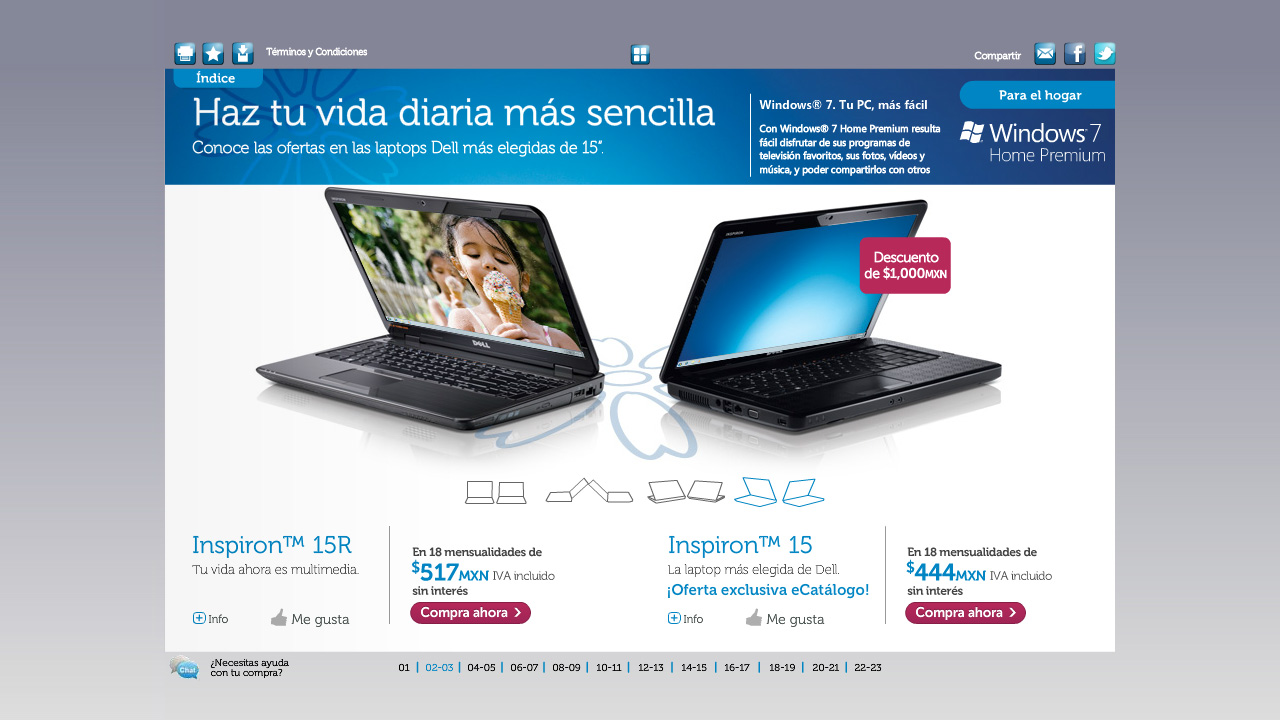 Términos y Condiciones
Compartir
Índice
Haz tu vida diaria más sencilla
Conoce las ofertas en las laptops Dell más elegidas de 15”.
Windows® 7. Tu PC, más fácil
Con Windows® 7 Home Premium resulta
fácil disfrutar de sus programas de
televisión favoritos, sus fotos, vídeos y
música, y poder compartirlos con otros
Para el hogar
Windows® 7
Home Premium
Descuento
de $1,000MXN
DELL
Inspiron™ 15R
Tu vida ahora es multimedia.
Info
Me gusta
En 18 mensualidades de
$517MXN IVA incluido
sin interés
Compra ahora
Inspiron™ 15
La laptop más elegida de Dell.
¡Oferta exclusiva eCatálogo!
Info
Me gusta
En 18 mensualidades de
$444MXN IVA incluido
sin interés
Compra ahora
Chat
¿Necesitas ayuda
con tu compra?
01 | 02-03 | 04-05 | 06-07 | 08-09 | 10-11 | 12-13 | 14-15 | 16-17 | 18-19 | 20-21 | 22-23